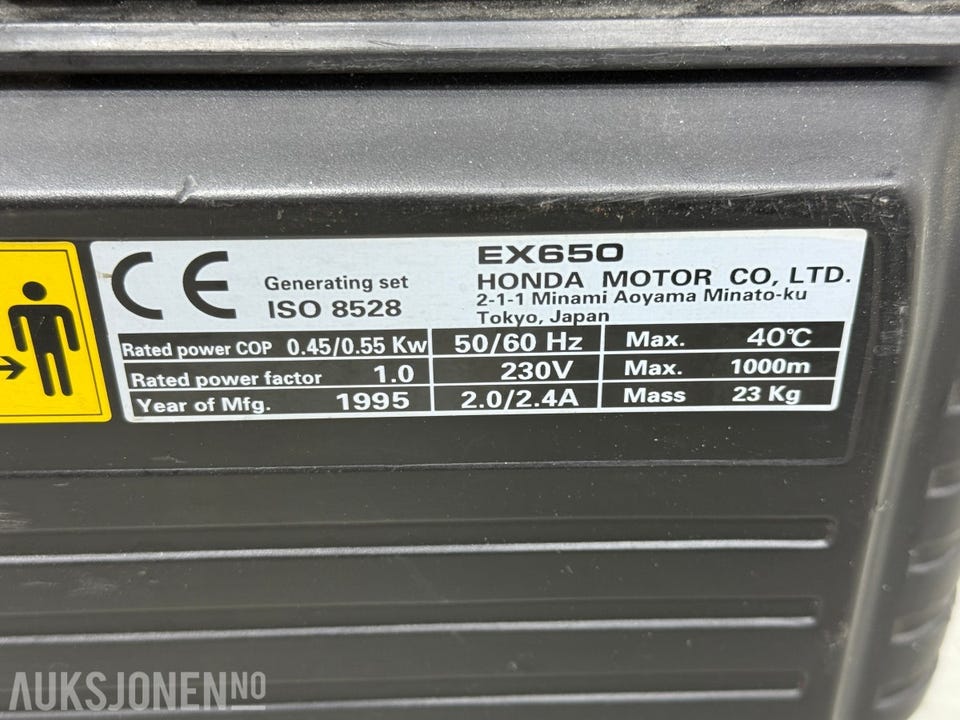 CE
Generating set
ISO 8528
EX650
HONDA MOTOR CO, LTD.
2-1-1 Minami Aoyama Minato-ku
Tokyo, Japan
Rated power COP 0.45/0.55 Kw 50/60 Hz Max. 40℃
Rated power factor 1.0 230V Max. 1000m
Year of Mfg. 1995 2.0/2.4A Mass 23 Kg
AUKSJONEN.NO